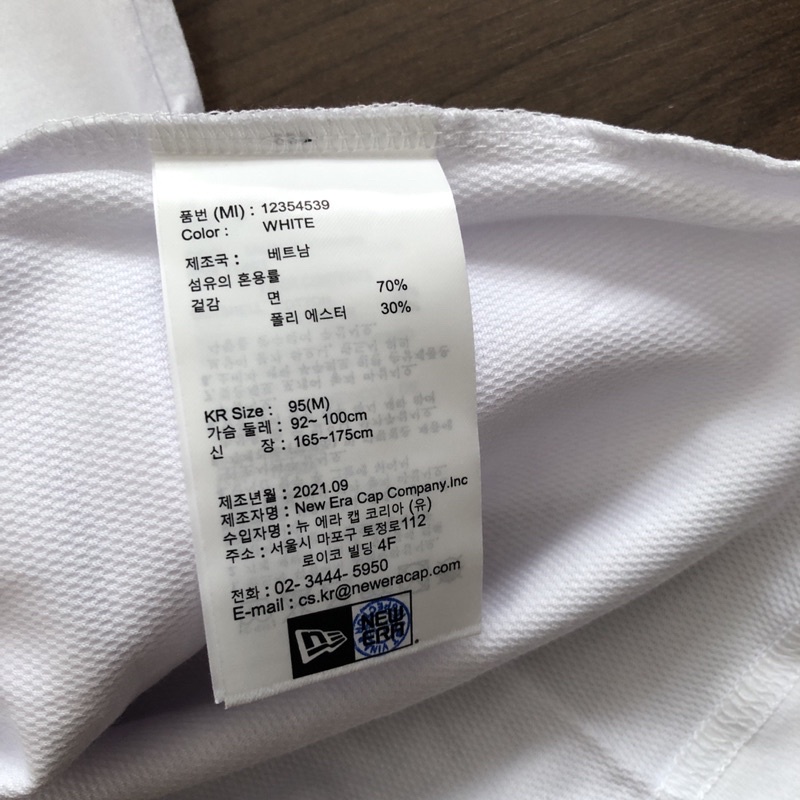 품번 (MI) : 12354539
Color : WHITE
제조국 : 베트남
섬유의 혼용률
겉감 면 70%
폴리 에스터 30%
KR Size : 95(M)
가슴 둘레 : 92~ 100cm
신 장 : 165~175cm
제조년월 : 2021.09
제조자명 : New Era Cap Company.Inc
수입자명 : 뉴 에라 캡 코리아 (유)
주소 : 서울시 마포구 토정로112
로이코 빌딩 4F
전화 : 02- 3444- 5950
E-mail : cs.kr@neweracap.com
NEW
ERA